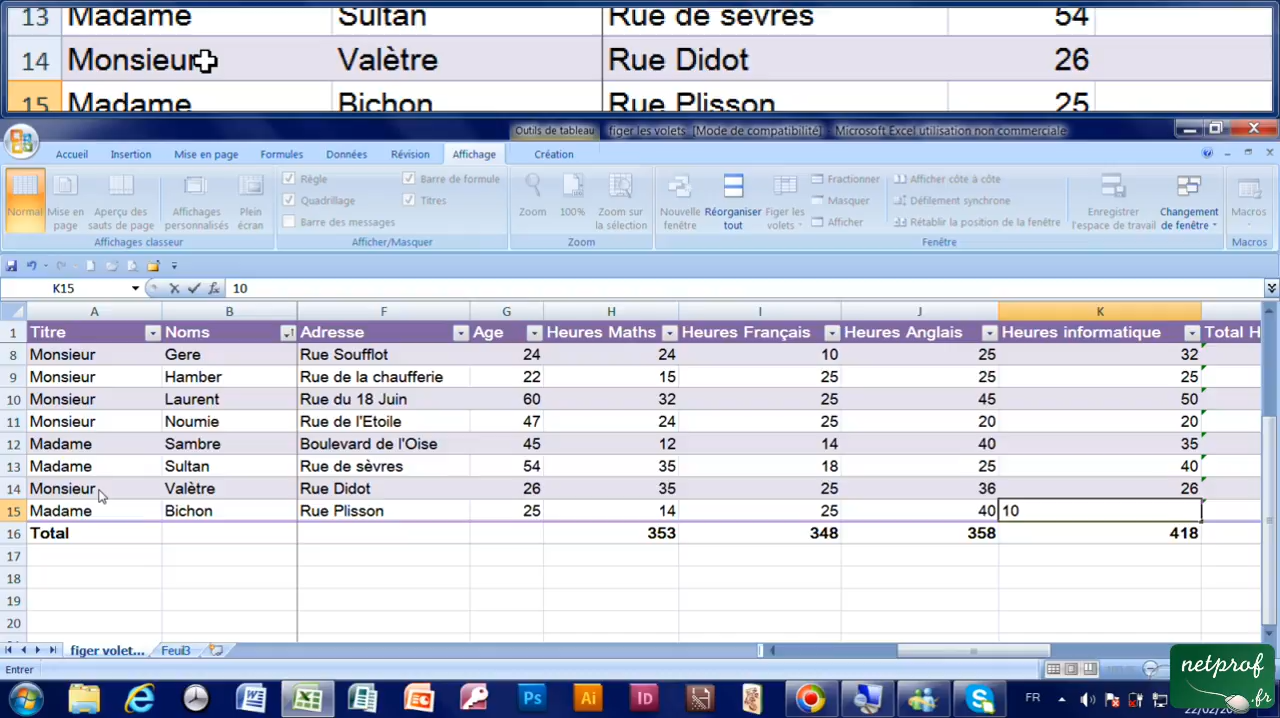 13 Madame Sultan Rue de sèvres 54
14 Monsieur Valètre Rue Didot 26
15 Madame Bichon Rue Plisson 25
Outils de tableau figer les volets [Mode de compatibilité] - Microsoft Excel utilisation non commerciale
Accueil Insertion Mise en page Formules Données Révision Affichage Création
Normal Mise en page Aperçu des sauts de page Affichages personnalisés Plein écran
Affichages classeur
Règle Barre de formule
Quadrillage Titres
Barre des messages
Afficher/Masquer
Zoom 100% Zoom sur la sélection
Zoom
Nouvelle fenêtre Réorganiser tout Figer les volets
Fractionner Afficher côte à côte
Masquer Défilement synchrone
Afficher Rétablir la position de la fenêtre
Enregistrer l'espace de travail Changement de fenêtre
Fenêtre
Macros
Macros
K15 fx 10
A B F G H I J K
1 Titre Noms Adresse Age Heures Maths Heures Français Heures Anglais Heures informatique Total H
8 Monsieur Gere Rue Soufflot 24 24 10 25 32
9 Monsieur Hamber Rue de la chaufferie 22 15 25 25 25
10 Monsieur Laurent Rue du 18 Juin 60 32 25 45 50
11 Monsieur Noumie Rue de l'Etoile 47 24 25 20 20
12 Madame Sambre Boulevard de l'Oise 45 12 14 40 35
13 Madame Sultan Rue de sèvres 54 35 18 25 40
14 Monsieur Valètre Rue Didot 26 35 25 36 26
15 Madame Bichon Rue Plisson 25 14 25 40 10
16 Total 353 348 358 418
17
18
19
20
figer volet... Feuil3
Entrer
Ps Ai ID FR
netprof
.fr